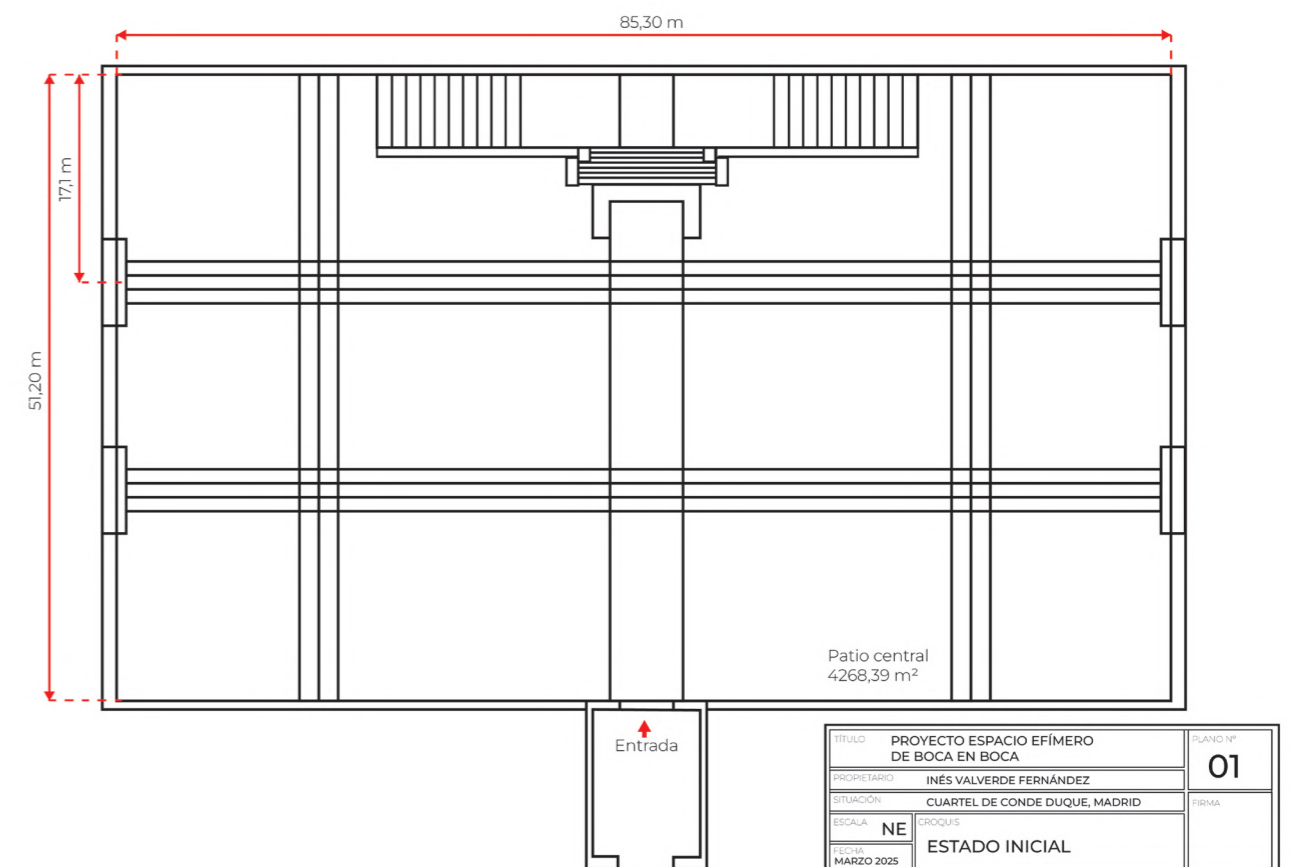 85,30 m
17,1 m
51,20 m
Patio central
4268,39 m²
Entrada
TÍTULO PROYECTO ESPACIO EFÍMERO
DE BOCA EN BOCA
PLANO Nº
01
PROPIETARIO INÉS VALVERDE FERNÁNDEZ
SITUACIÓN CUARTEL DE CONDE DUQUE, MADRID
FIRMA
ESCALA NE
CROQUIS
ESTADO INICIAL
FECHA
MARZO 2025